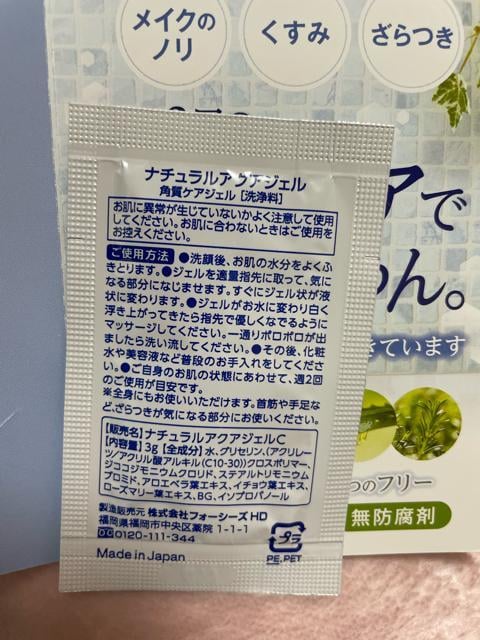 メイクの
ノリ
くすみ
ざらつき
アで
ん。
きています
つのフリー
無防腐剤
ナチュラルアクアジェル
角質ケアジェル [洗浄料]
お肌に異常が生じていないかよく注意して使用
してください。お肌に合わないときはご使用を
お控えください。
ご使用方法 ●洗顔後、お肌の水分をよくふ
きとります。●ジェルを適量指先に取って、気に
なる部分になじませます。すぐにジェル状が液
状に変わります。●ジェルがお水に変わり白く
浮き上がってきたら指先で優しくなでるように
マッサージしてください。一通りポロポロが出
ましたら洗い流してください。●その後、化粧
水や美容液など普段のお手入れをしてくださ
い。●ご自身のお肌の状態にあわせて、週2回
のご使用が目安です。
※全身にもお使いいただけます。首筋や手足な
ど、ざらつきが気になる部分にお使いください。
【販売名】ナチュラルアクアジェルC
【内容量】3g【全成分】水、グリセリン、(アクリレー
ツ/アクリル酸アルキル(C10-30))クロスポリマー、
ジココジモニウムクロリド、ステアルトリモニウム
ブロミド、アロエベラ葉エキス、イチョウ葉エキス、
ローズマリー葉エキス、BG、イソプロパノール
製造販売元 株式会社フォーシーズHD
福岡県福岡市中央区薬院 1-1-1
0120-111-344
Made in Japan
プラ
PE,PET